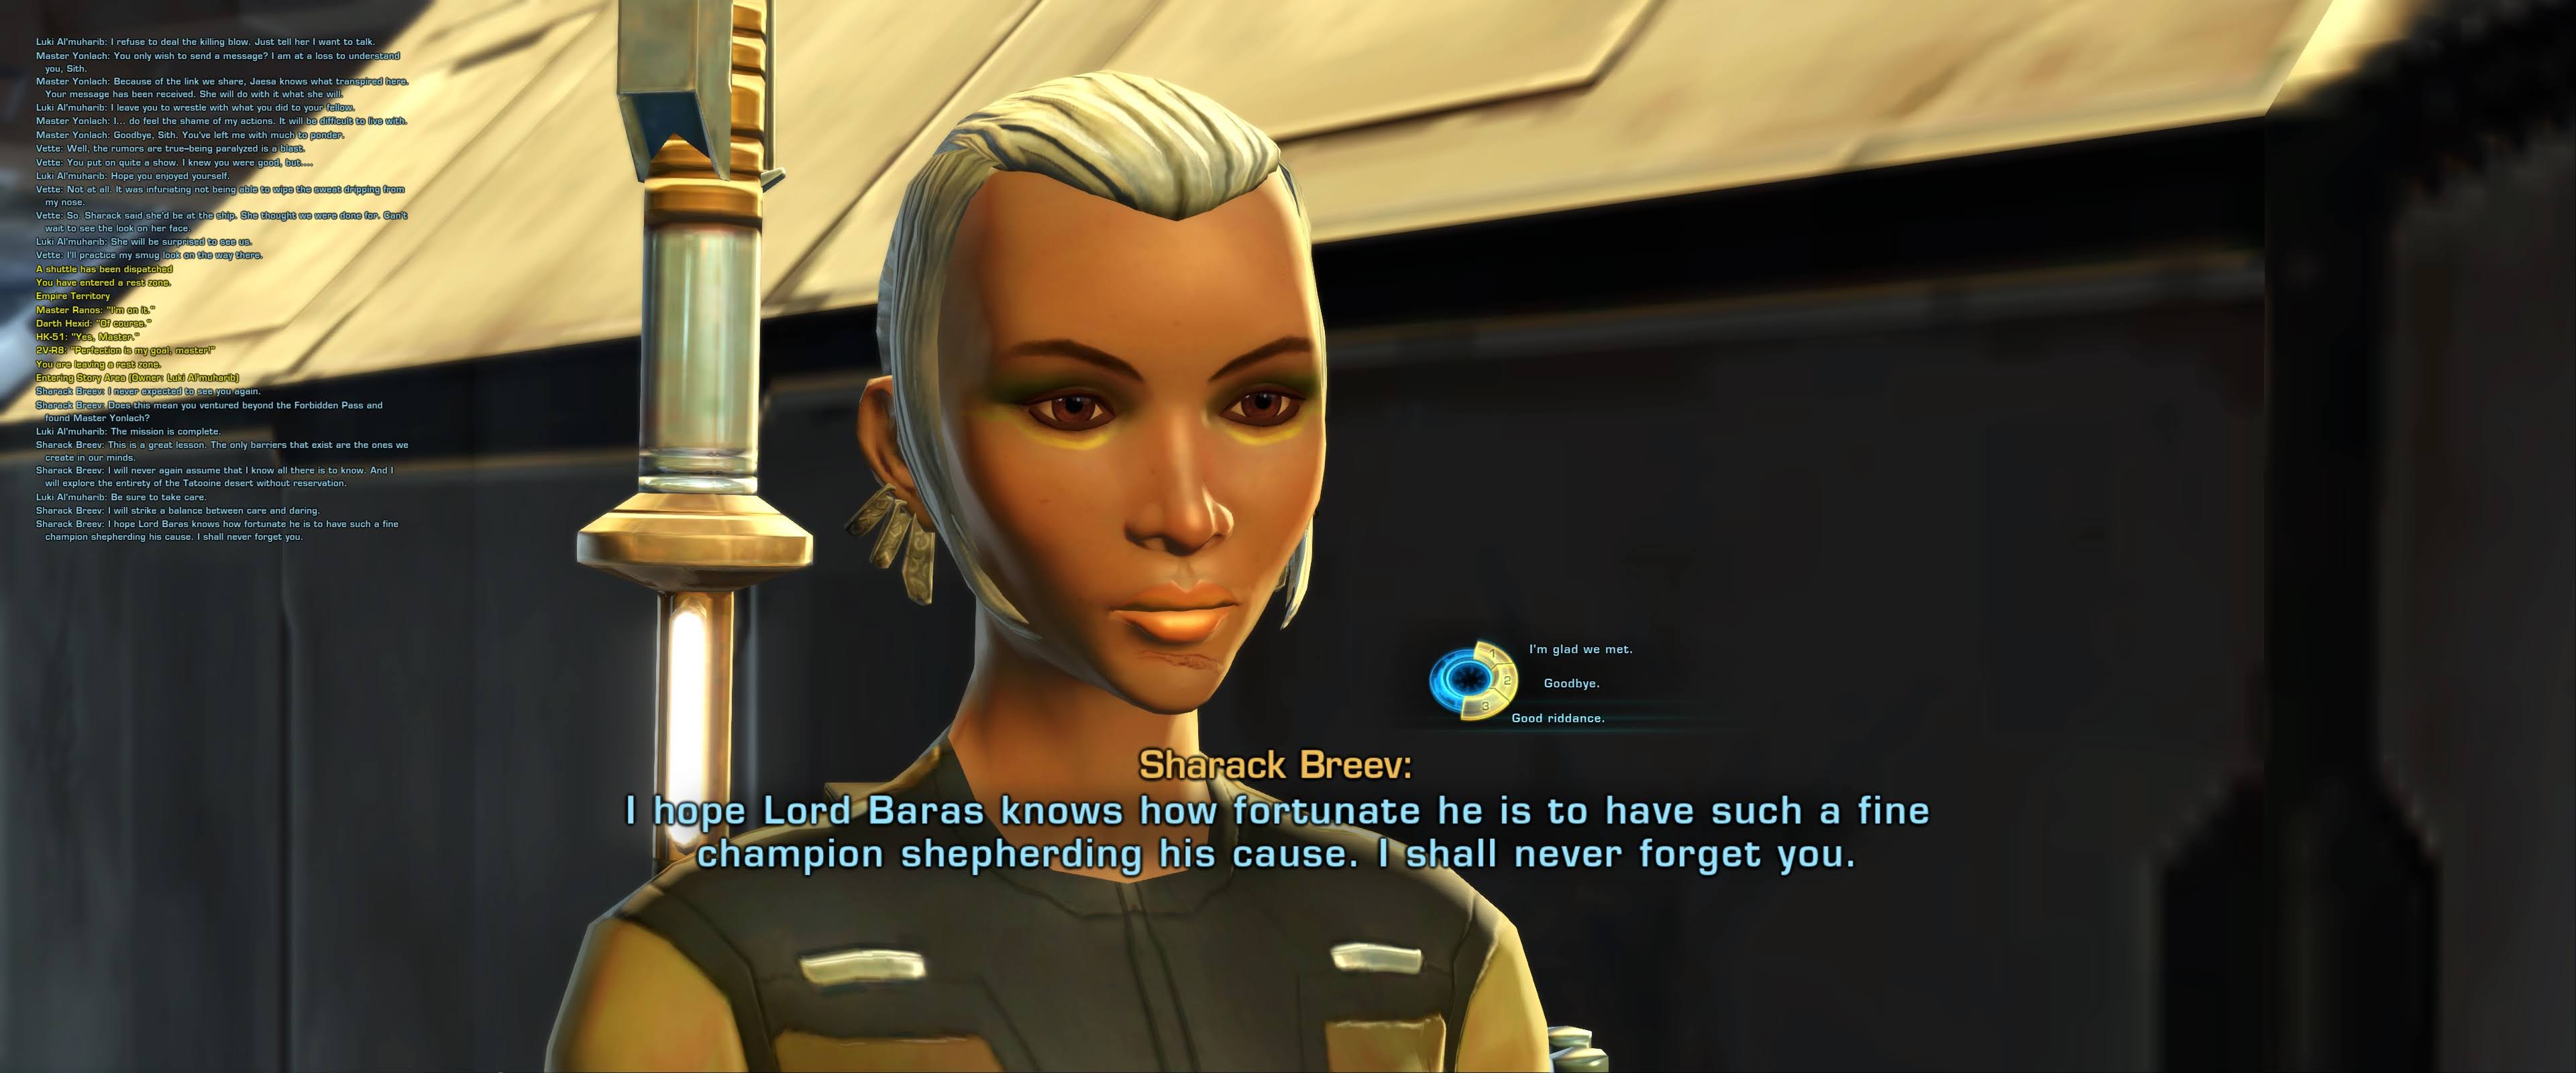 Luki Al'muharib: I refuse to deal the killing blow. Just tell her I want to talk.
Master Yonlach: You only wish to send a message? I am at a loss to understand
you, Sith.
Master Yonlach: Because of the link we share, Jaesa knows what transpired here.
Your message has been received. She will do with it what she will.
Luki Al'muharib: I leave you to wrestle with what you did to your fellow.
Master Yonlach: I... do feel the shame of my actions. It will be difficult to live with.
Master Yonlach: Goodbye, Sith. You've left me with much to ponder.
Vette: Well, the rumors are true—being paralyzed is a blast.
Vette: You put on quite a show. I knew you were good, but....
Luki Al'muharib: Hope you enjoyed yourself.
Vette: Not at all. It was infuriating not being able to wipe the sweat dripping from
my nose.
Vette: So. Sharack said she'd be at the ship. She thought we were done for. Can't
wait to see the look on her face.
Luki Al'muharib: She will be surprised to see us.
Vette: I'll practice my smug look on the way there.
A shuttle has been dispatched
You have entered a rest zone.
Empire Territory
Master Ranos: "I'm on it."
Darth Hexid: "Of course."
HK-51: "Yes, Master."
2V-R8: "Perfection is my goal, master!"
You are leaving a rest zone.
Entering Story Area (Owner: Luki Al'muharib)
Sharack Breev: I never expected to see you again.
Sharack Breev: Does this mean you ventured beyond the Forbidden Pass and
found Master Yonlach?
Luki Al'muharib: The mission is complete.
Sharack Breev: This is a great lesson. The only barriers that exist are the ones we
create in our minds.
Sharack Breev: I will never again assume that I know all there is to know. And I
will explore the entirety of the Tatooine desert without reservation.
Luki Al'muharib: Be sure to take care.
Sharack Breev: I will strike a balance between care and daring.
Sharack Breev: I hope Lord Baras knows how fortunate he is to have such a fine
champion shepherding his cause. I shall never forget you.
1 I'm glad we met.
2 Goodbye.
3 Good riddance.
Sharack Breev:
I hope Lord Baras knows how fortunate he is to have such a fine
champion shepherding his cause. I shall never forget you.